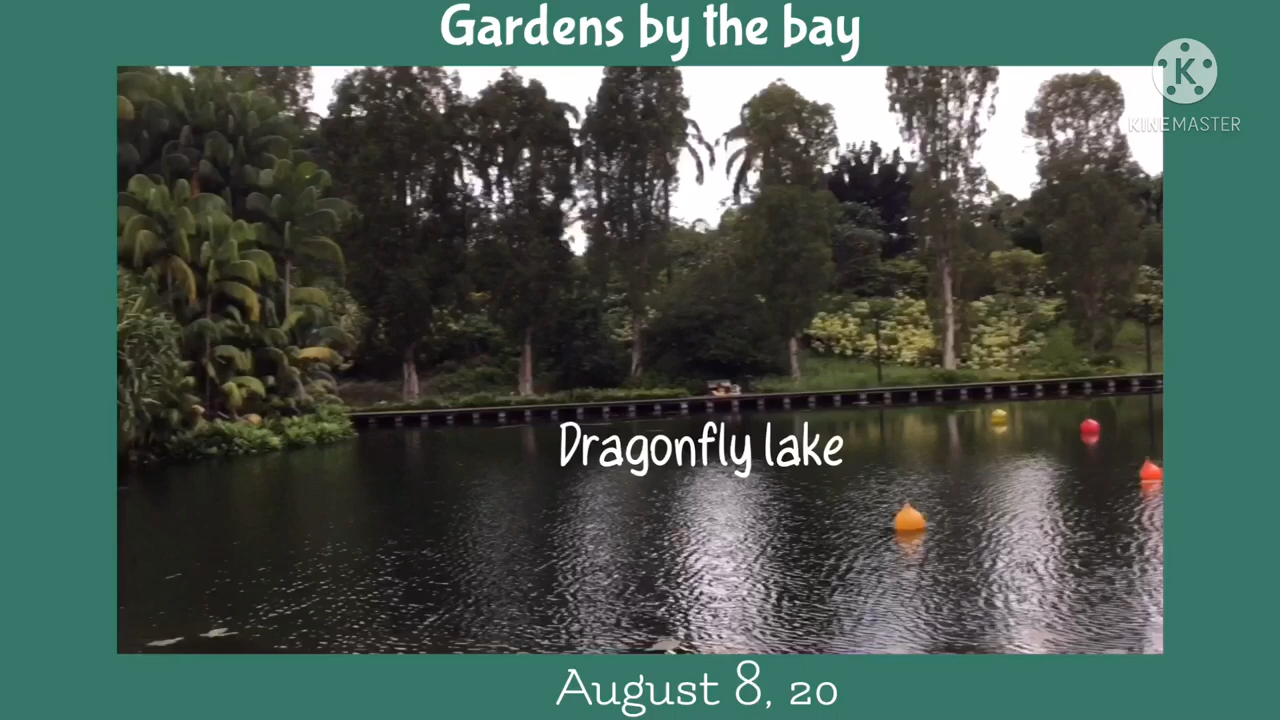 Gardens by the bay
K
KINEMASTER
Dragonfly lake
August 8, 20